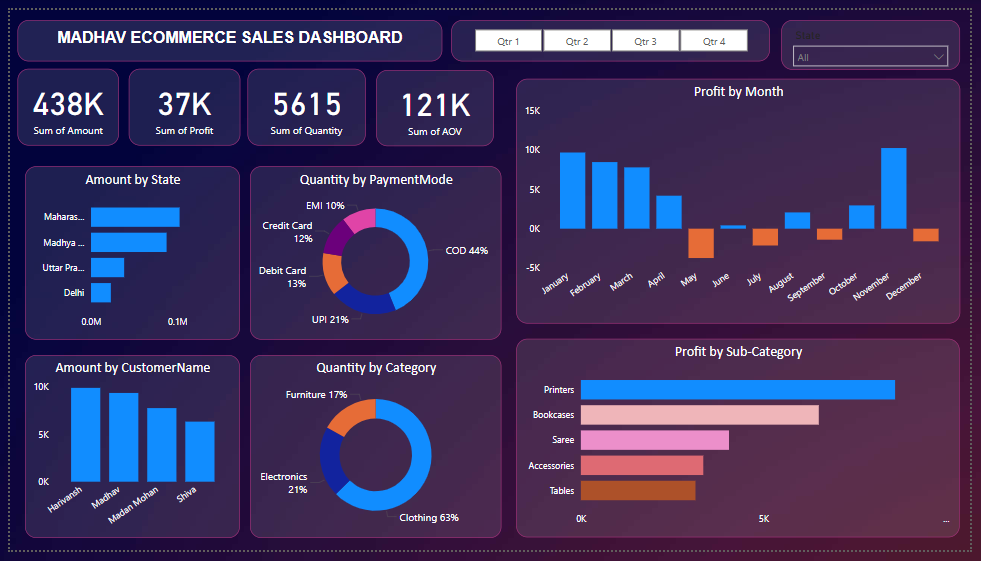 MADHAV ECOMMERCE SALES DASHBOARD
Qtr 1 Qtr 2 Qtr 3 Qtr 4
State
All
438K
Sum of Amount
37K
Sum of Profit
5615
Sum of Quantity
121K
Sum of AOV
Profit by Month
15K
10K
5K
0K
-5K
January February March April May June July August September October November December
Amount by State
Maharas...
Madhya ...
Uttar Pra...
Delhi
0.0M 0.1M
Quantity by PaymentMode
EMI 10%
Credit Card
12%
Debit Card
13%
UPI 21%
COD 44%
Amount by CustomerName
10K
5K
0K
Harivansh Madhav Madan Mohan Shiva
Quantity by Category
Furniture 17%
Electronics
21%
Clothing 63%
Profit by Sub-Category
Printers
Bookcases
Saree
Accessories
Tables
0K 5K ...